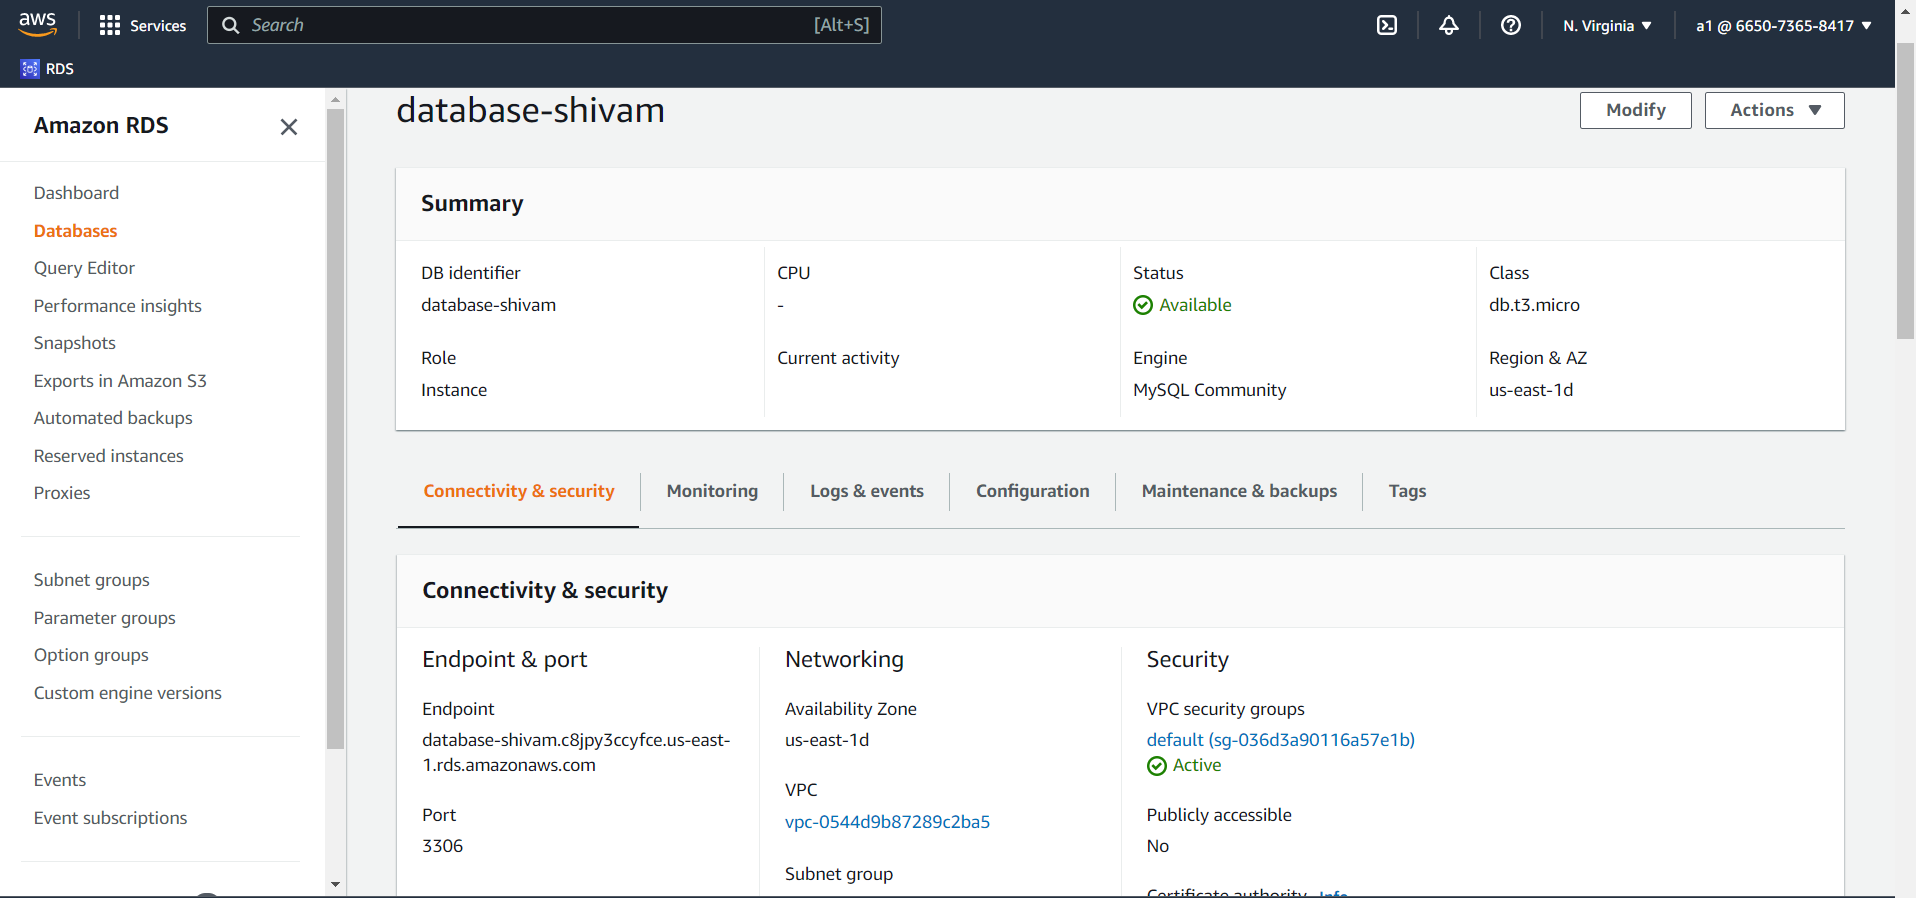 aws
Services
Search
[Alt+S]
N. Virginia
a1 @ 6650-7365-8417
RDS
Amazon RDS
Dashboard
Databases
Query Editor
Performance insights
Snapshots
Exports in Amazon S3
Automated backups
Reserved instances
Proxies
Subnet groups
Parameter groups
Option groups
Custom engine versions
Events
Event subscriptions
database-shivam
Modify
Actions
Summary
DB identifier
database-shivam
CPU
-
Status
Available
Class
db.t3.micro
Role
Instance
Current activity
Engine
MySQL Community
Region & AZ
us-east-1d
Connectivity & security
Monitoring
Logs & events
Configuration
Maintenance & backups
Tags
Connectivity & security
Endpoint & port
Endpoint
database-shivam.c8jpy3ccyfce.us-east-
1.rds.amazonaws.com
Port
3306
Networking
Availability Zone
us-east-1d
VPC
vpc-0544d9b87289c2ba5
Subnet group
Security
VPC security groups
default (sg-036d3a90116a57e1b)
Active
Publicly accessible
No
Certificate authority Info